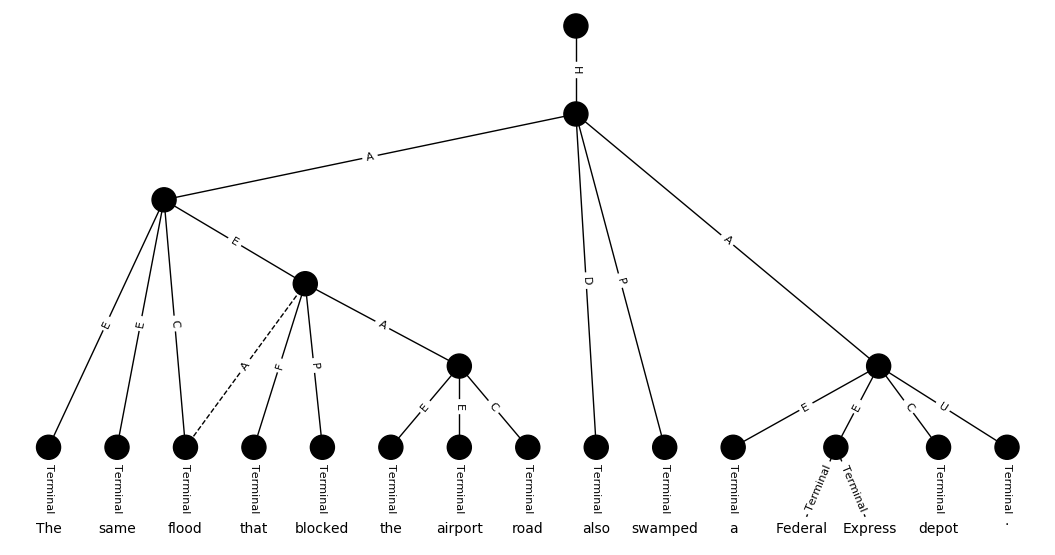 H
A
E
A
D
P
E
E
C
A
A
F
P
E
E
C
E
E
C
U
Terminal Terminal Terminal Terminal Terminal Terminal Terminal Terminal Terminal Terminal Terminal Terminal Terminal Terminal Terminal
The same flood that blocked the airport road also swamped a Federal Express depot .